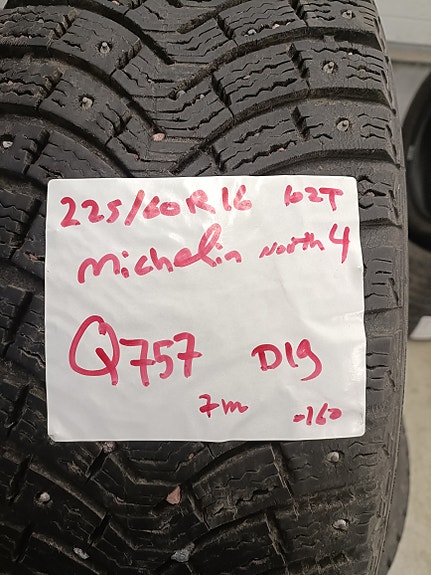 225/60R16 102T
Michelin North 4
Q757 D19
7m -160